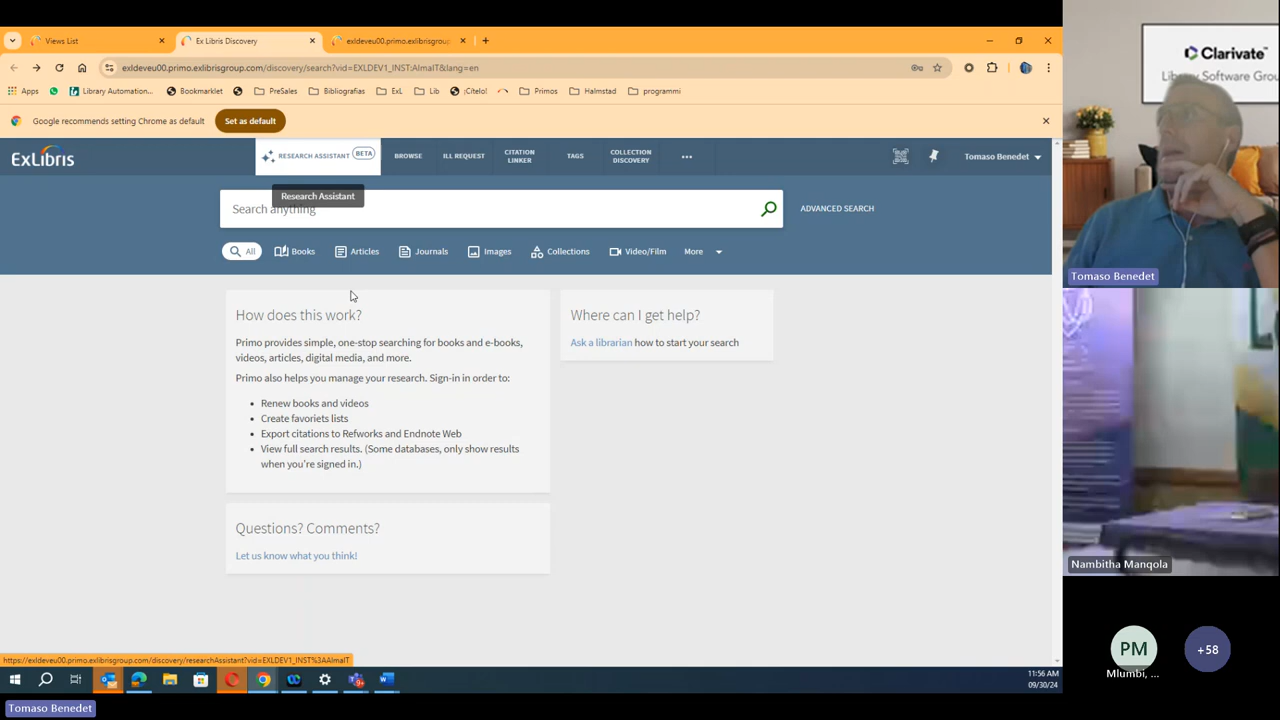 Views List
Ex Libris Discovery
exldeveu00.primo.exlibrisgroup.
exldeveu00.primo.exlibrisgroup.com/discovery/search?vid=EXLDEV1_INST:AlmaIT&lang=en
Apps
Library Automation...
Bookmarklet
PreSales
Bibliografias
ExL
Lib
¡Cítelo!
Primos
Halmstad
programmi
Google recommends setting Chrome as default
Set as default
ExLibris
RESEARCH ASSISTANT BETA
BROWSE
ILL REQUEST
CITATION LINKER
TAGS
COLLECTION DISCOVERY
Tomaso Benedet
Research Assistant
Search anything
ADVANCED SEARCH
All
Books
Articles
Journals
Images
Collections
Video/Film
More
How does this work?
Primo provides simple, one-stop searching for books and e-books,
videos, articles, digital media, and more.
Primo also helps you manage your research. Sign-in in order to:
• Renew books and videos
• Create favoriets lists
• Export citations to Refworks and Endnote Web
• View full search results. (Some databases, only show results
when you're signed in.)
Where can I get help?
Ask a librarian how to start your search
Questions? Comments?
Let us know what you think!
https://exldeveu00.primo.exlibrisgroup.com/discovery/researchAssistant?vid=EXLDEV1_INST%3AAlmaIT
11:56 AM
09/30/24
Tomaso Benedet
Clarivate™
Library Software Grou
Tomaso Benedet
Nambitha Manqola
PM
Mlumbi, ...
+58